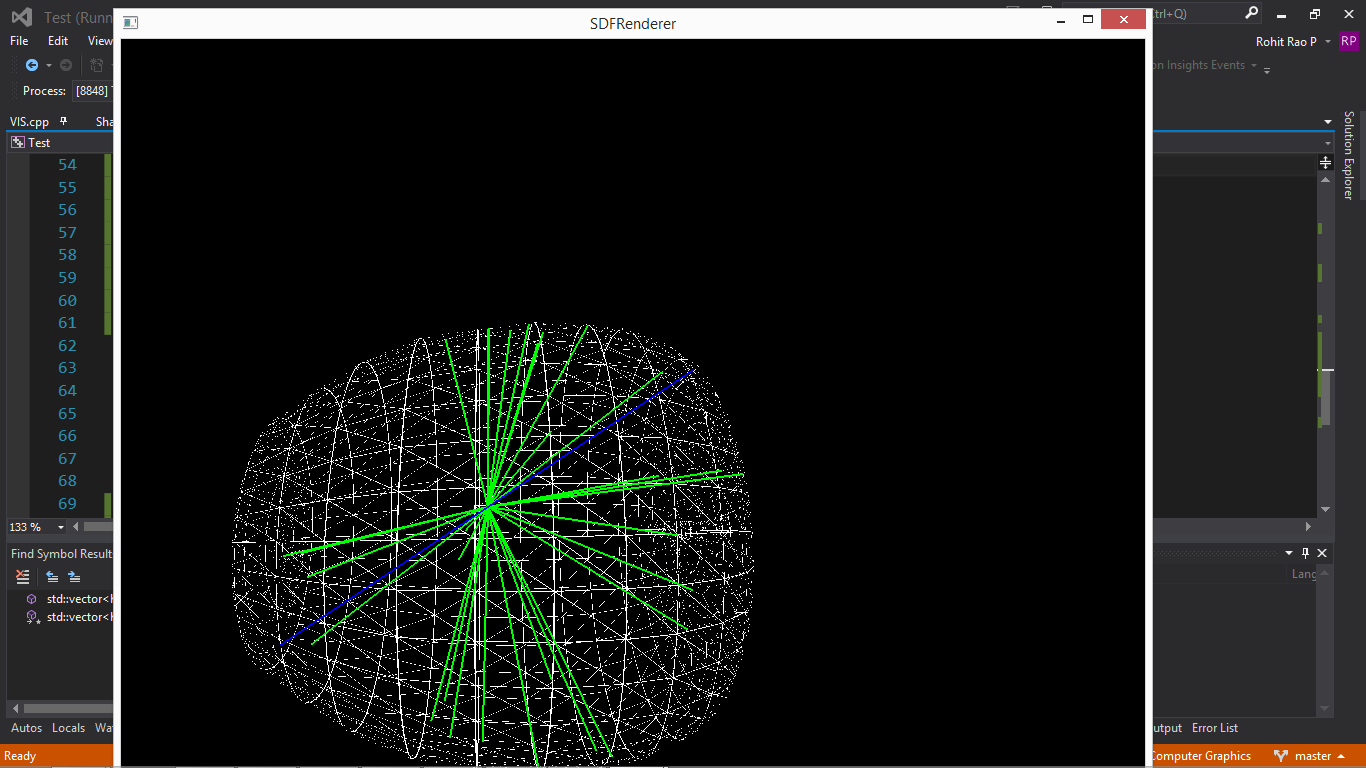 Test (Runn
SDFRenderer
trl+Q)
File Edit View
Rohit Rao P RP
on Insights Events
Process: [8848]
VIS.cpp Sha
Test
Solution Explorer
54
55
56
57
58
59
60
61
62
63
64
65
66
67
68
69
133 %
Find Symbol Result
Lang
std::vector<
std::vector<
Autos Locals Wa
utput Error List
Ready
Computer Graphics master